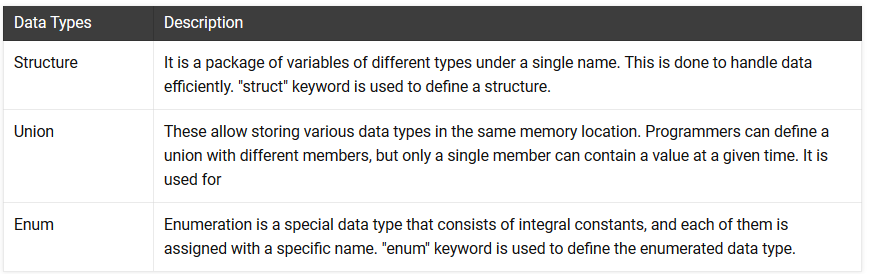 Data Types Description
Structure It is a package of variables of different types under a single name. This is done to handle data
efficiently. "struct" keyword is used to define a structure.
Union These allow storing various data types in the same memory location. Programmers can define a
union with different members, but only a single member can contain a value at a given time. It is
used for
Enum Enumeration is a special data type that consists of integral constants, and each of them is
assigned with a specific name. "enum" keyword is used to define the enumerated data type.